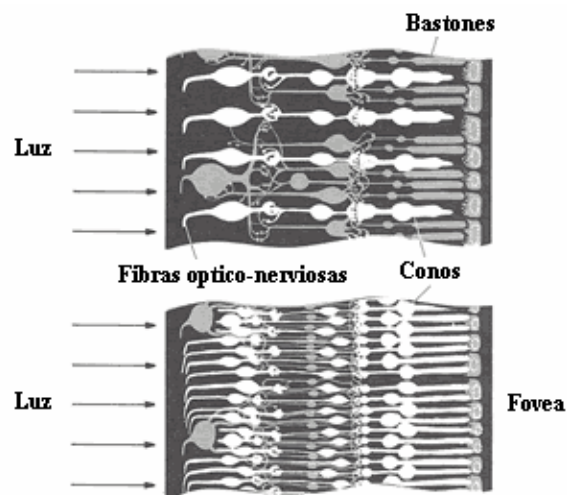 Bastones
Luz
Fibras optico-nerviosas
Conos
Luz
Fovea